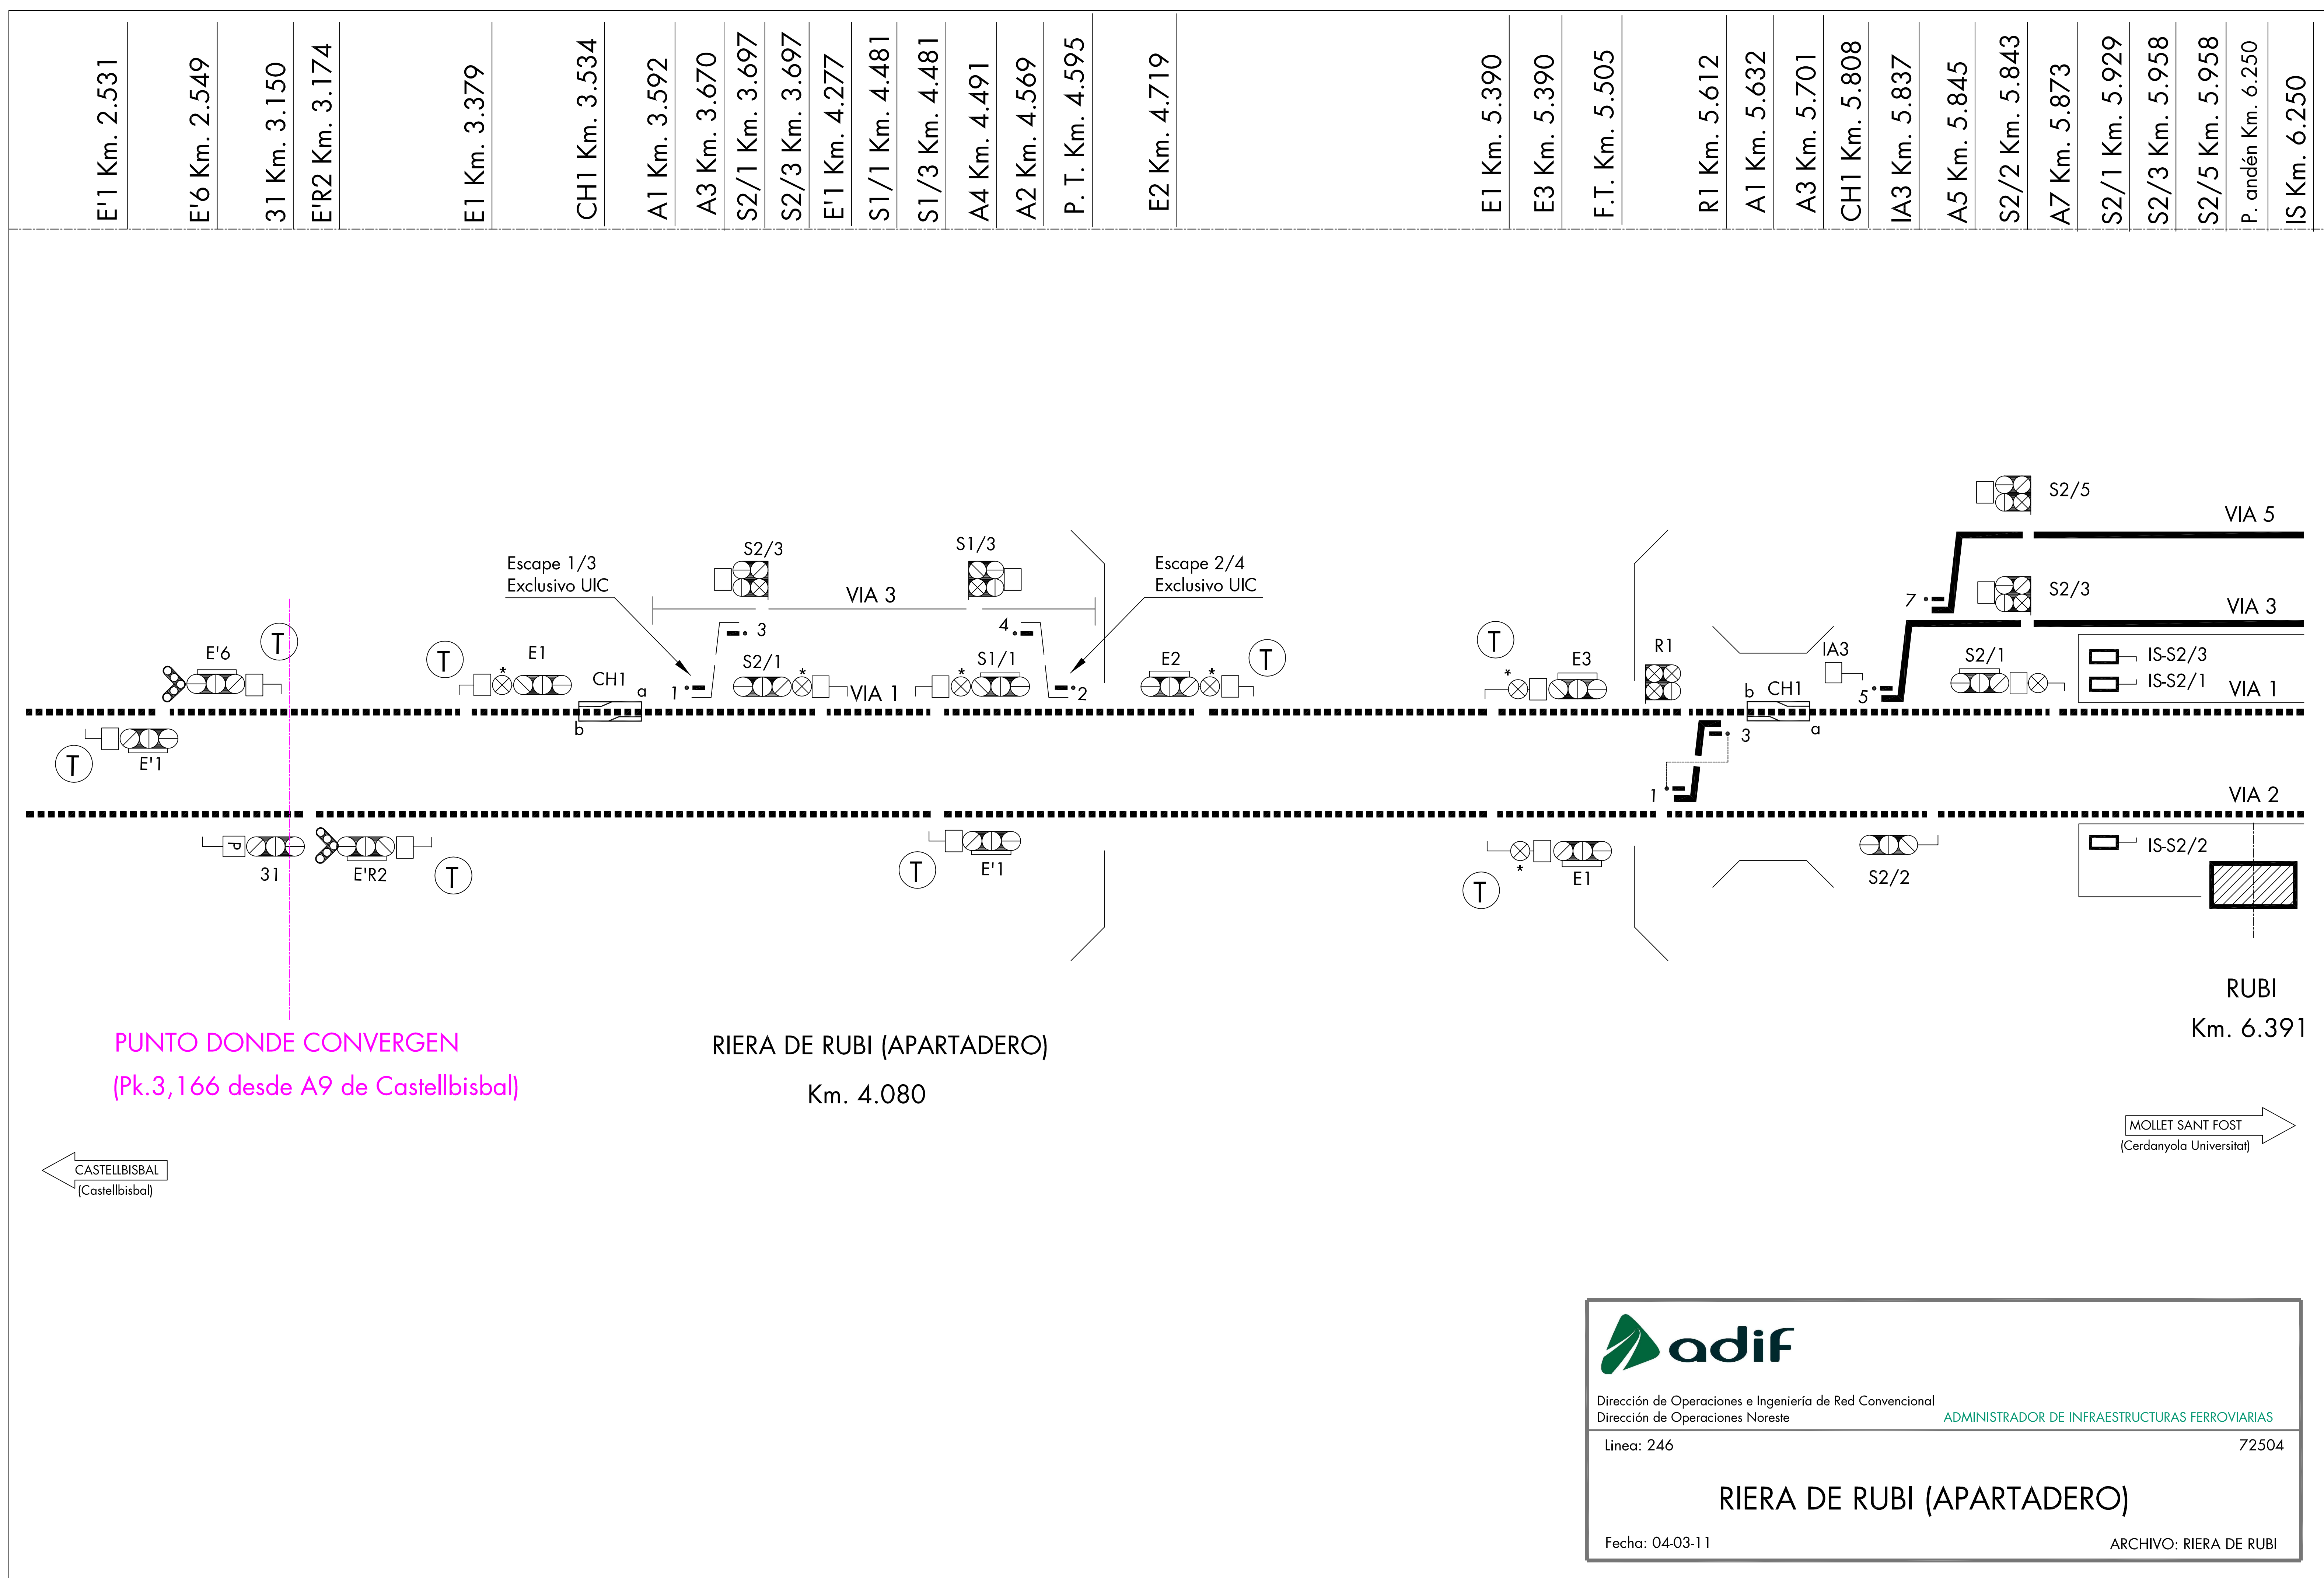 E'1 Km. 2.531
E'6 Km. 2.549
31 Km. 3.150
E'R2 Km. 3.174
E1 Km. 3.379
CH1 Km. 3.534
A1 Km. 3.592
A3 Km. 3.670
S2/1 Km. 3.697
S2/3 Km. 3.697
E'1 Km. 4.277
S1/1 Km. 4.481
S1/3 Km. 4.481
A4 Km. 4.491
A2 Km. 4.569
P. T. Km. 4.595
E2 Km. 4.719
E1 Km. 5.390
E3 Km. 5.390
F.T. Km. 5.505
R1 Km. 5.612
A1 Km. 5.632
A3 Km. 5.701
CH1 Km. 5.808
IA3 Km. 5.837
A5 Km. 5.845
S2/2 Km. 5.843
A7 Km. 5.873
S2/1 Km. 5.929
S2/3 Km. 5.958
S2/5 Km. 5.958
P. andén Km. 6.250
IS Km. 6.250
S2/5
VIA 5
Escape 1/3
Exclusivo UIC
S2/3
S1/3
Escape 2/4
Exclusivo UIC
VIA 3
S2/3
VIA 3
7
3
4
T
E'6
T
E1
*
CH1
a
1
S2/1
*
VIA 1
*
S1/1
2
E2
*
T
T
*
E3
R1
b CH1
IA3
5
S2/1
IS-S2/3
IS-S2/1
VIA 1
b
a
T
E'1
3
1
VIA 2
P
31
E'R2
T
T
E'1
T
*
E1
S2/2
IS-S2/2
RUBI
Km. 6.391
PUNTO DONDE CONVERGEN
(Pk.3,166 desde A9 de Castellbisbal)
RIERA DE RUBI (APARTADERO)
Km. 4.080
MOLLET SANT FOST
(Cerdanyola Universitat)
CASTELLBISBAL
(Castellbisbal)
adif
Dirección de Operaciones e Ingeniería de Red Convencional
Dirección de Operaciones Noreste
ADMINISTRADOR DE INFRAESTRUCTURAS FERROVIARIAS
Linea: 246
72504
RIERA DE RUBI (APARTADERO)
Fecha: 04-03-11
ARCHIVO: RIERA DE RUBI